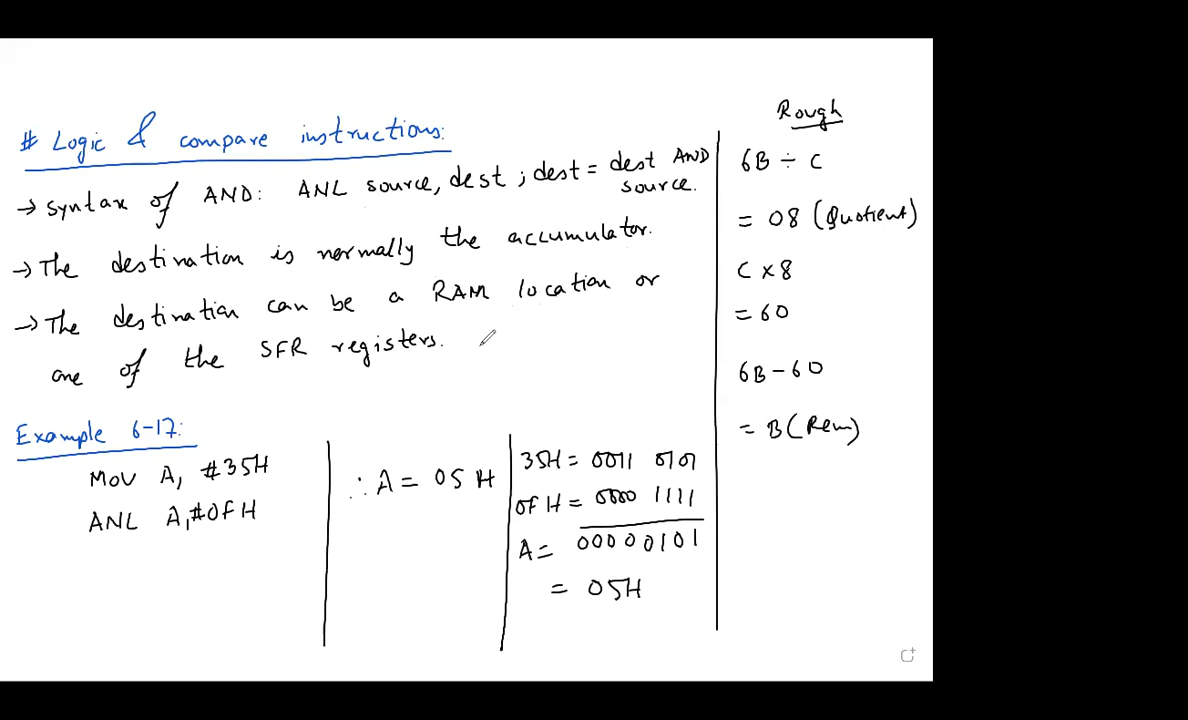 # Logic & compare instructions:
→ syntax of AND: ANL source, dest ; dest = dest AND
source.
→ The destination is normally the accumulator.
→ The destination can be a RAM location or
one of the SFR registers.
Example 6-17:
MOV A, #35H
ANL A,#0FH
∴ A = 05 H
35H = 0011 0101
0FH = 0000 1111
A = 00000101
= 05H
Rough
6B ÷ C
= 08 (Quotient)
C x 8
= 60
6B - 60
= B (Rem)